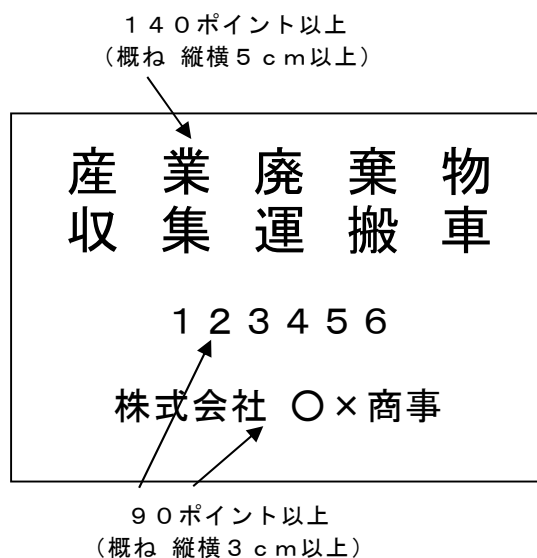 １４０ポイント以上
（概ね 縦横５ｃｍ以上）
産業廃棄物
収集運搬車
１２３４５６
株式会社 〇×商事
９０ポイント以上
（概ね 縦横３ｃｍ以上）